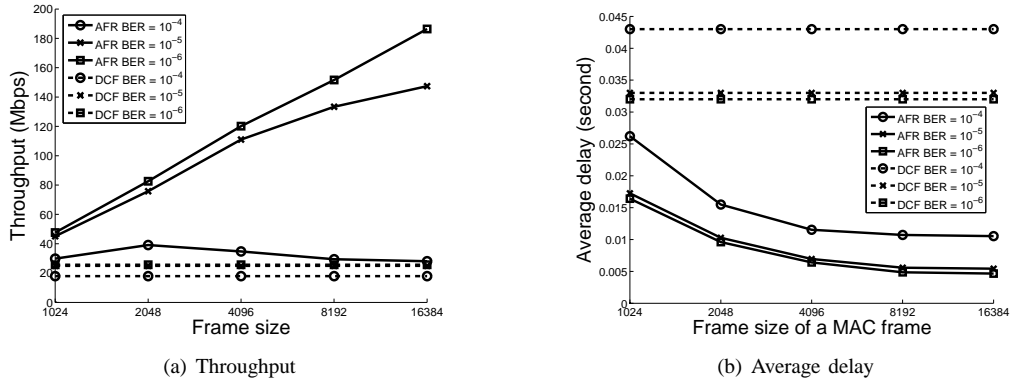 200
180
160
140
120
100
80
60
40
20
0
Throughput (Mbps)
AFR BER = 10⁻⁴
AFR BER = 10⁻⁵
AFR BER = 10⁻⁶
DCF BER = 10⁻⁴
DCF BER = 10⁻⁵
DCF BER = 10⁻⁶
1024 2048 4096 8192 16384
Frame size
(a) Throughput
0.045
0.04
0.035
0.03
0.025
0.02
0.015
0.01
0.005
0
Average delay (second)
AFR BER = 10⁻⁴
AFR BER = 10⁻⁵
AFR BER = 10⁻⁶
DCF BER = 10⁻⁴
DCF BER = 10⁻⁵
DCF BER = 10⁻⁶
1024 2048 4096 8192 16384
Frame size of a MAC frame
(b) Average delay